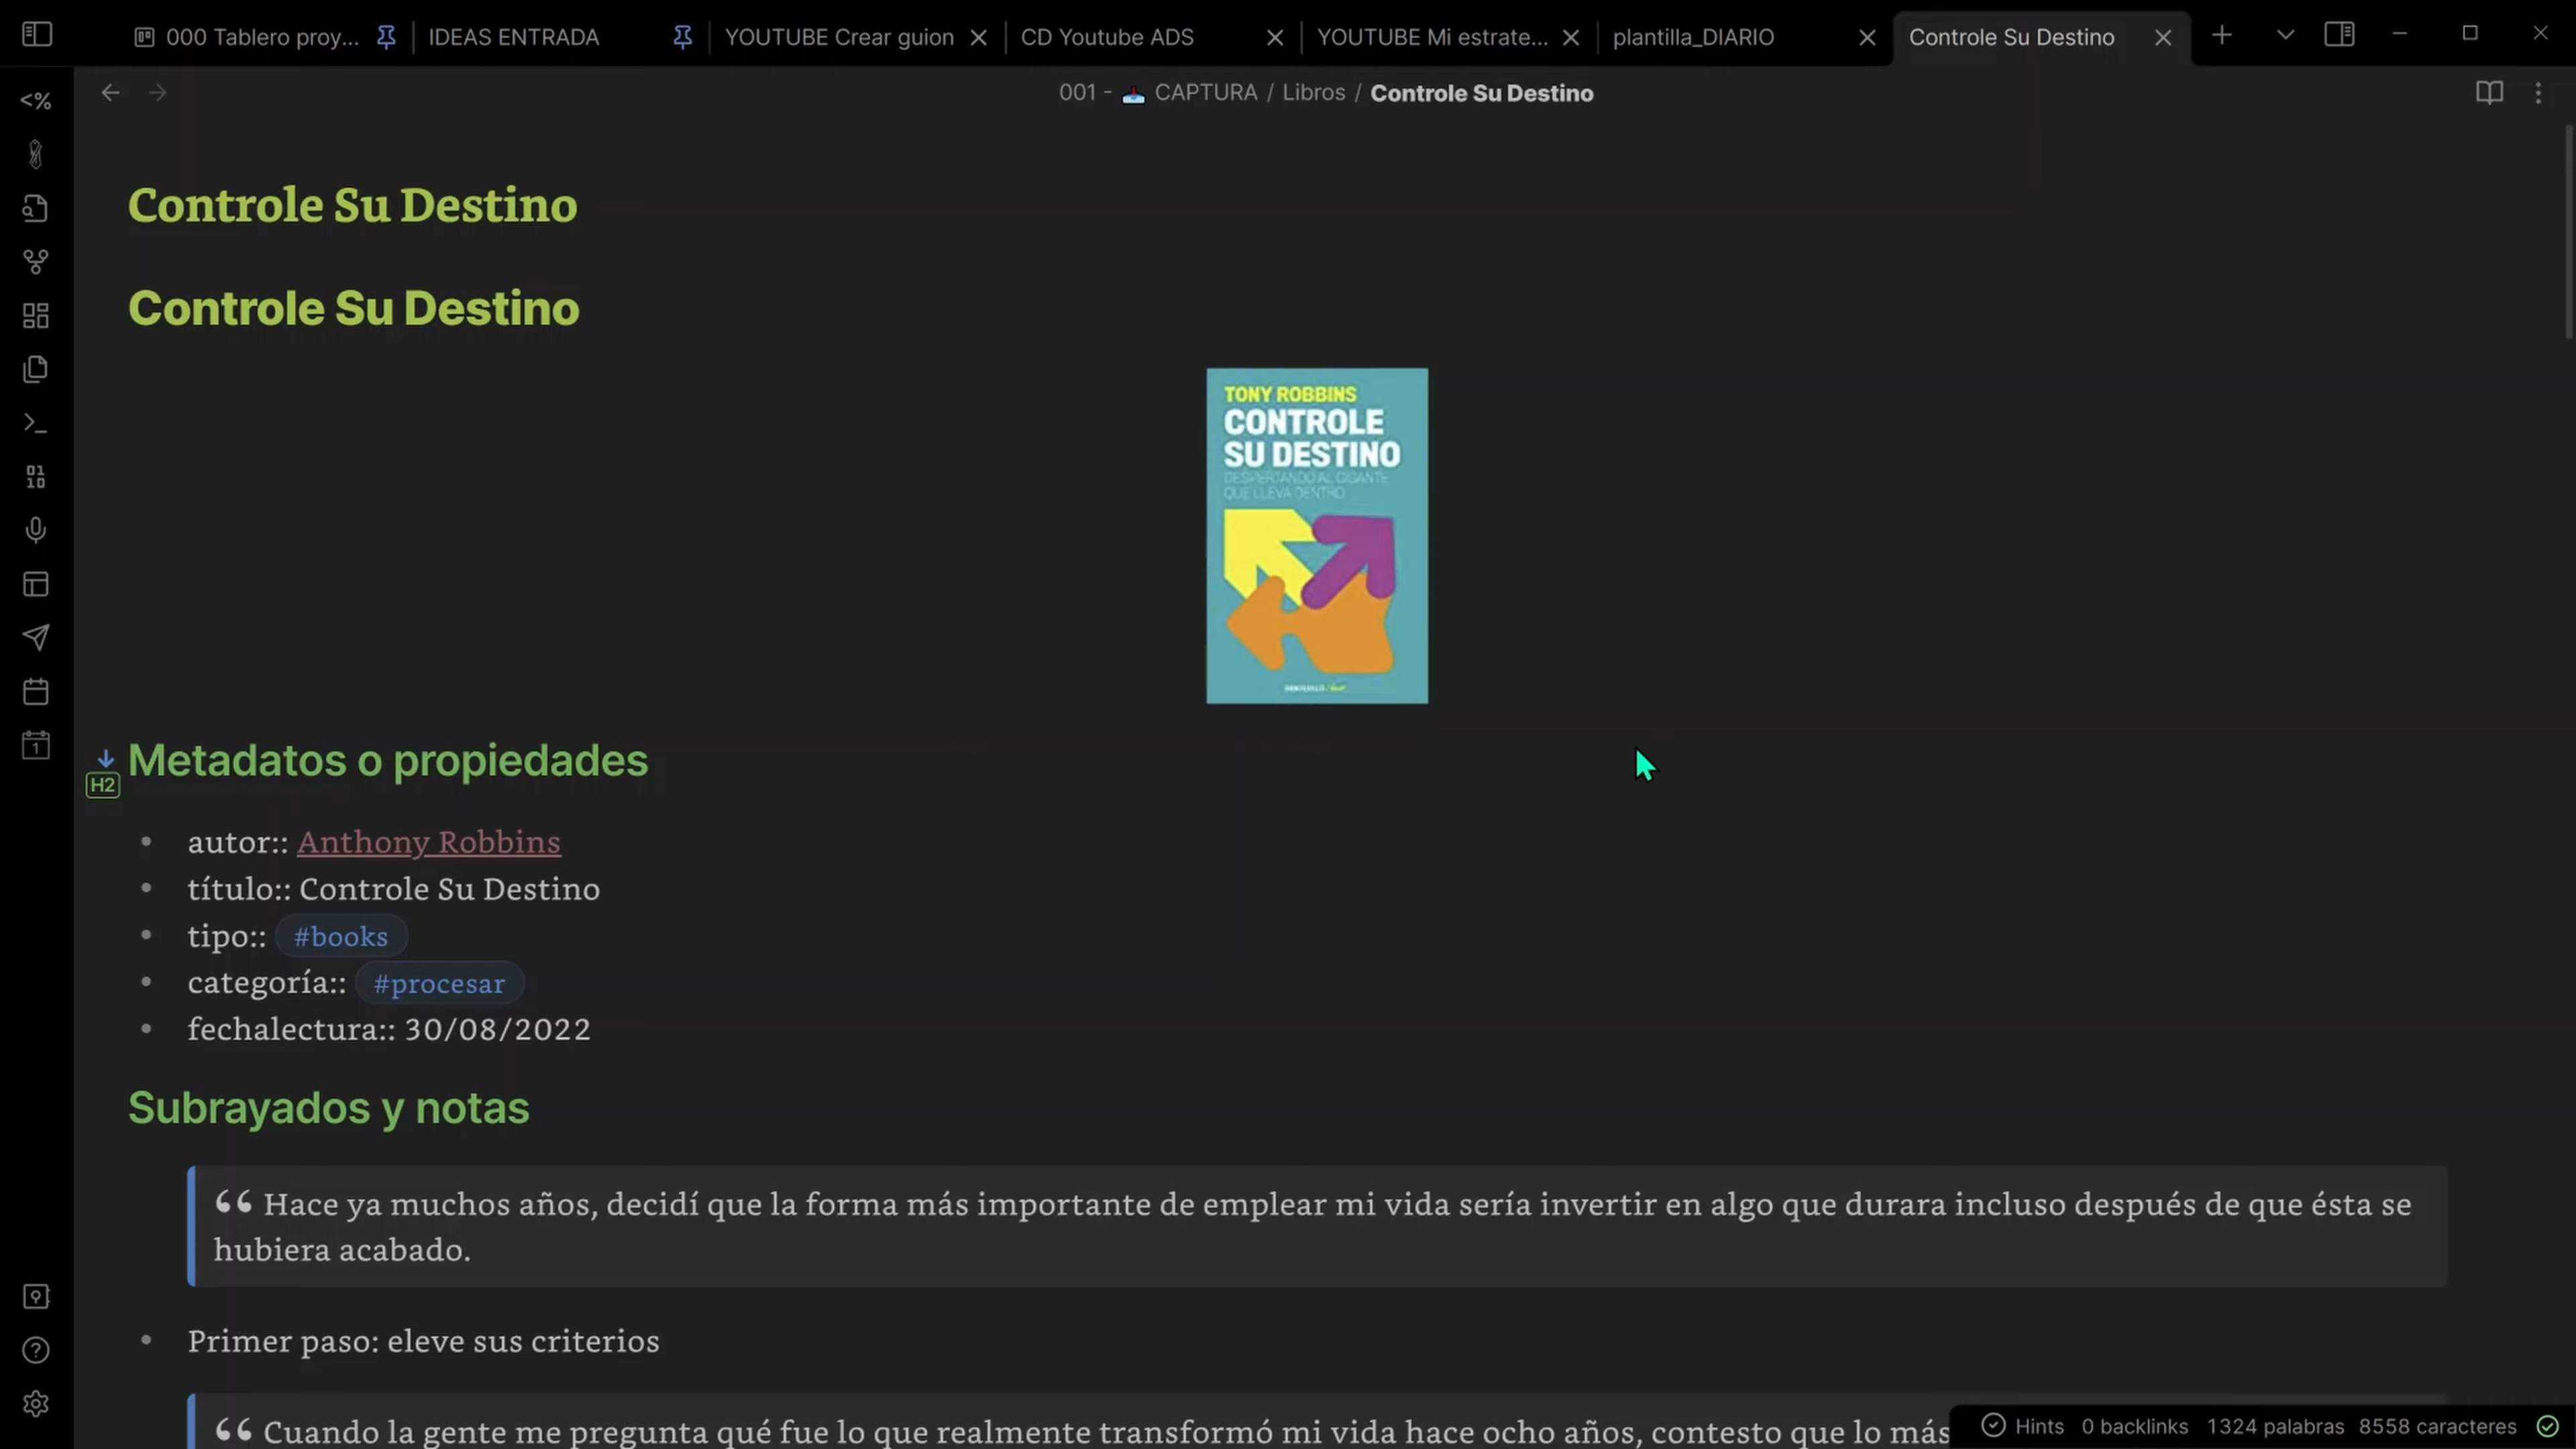 000 Tablero proy...
IDEAS ENTRADA
YOUTUBE Crear guion
CD Youtube ADS
YOUTUBE Mi estrate...
plantilla_DIARIO
Controle Su Destino
001 - CAPTURA / Libros / Controle Su Destino
Controle Su Destino
Controle Su Destino
TONY ROBBINS
CONTROLE
SU DESTINO
DESPERTANDO AL GIGANTE
QUE LLEVA DENTRO
H2
Metadatos o propiedades
• autor:: Anthony Robbins
• título:: Controle Su Destino
• tipo:: #books
• categoría:: #procesar
• fechalectura:: 30/08/2022
Subrayados y notas
“ Hace ya muchos años, decidí que la forma más importante de emplear mi vida sería invertir en algo que durara incluso después de que ésta se
hubiera acabado.
• Primer paso: eleve sus criterios
“ Cuando la gente me pregunta qué fue lo que realmente transformó mi vida hace ocho años, contesto que lo más
Hints 0 backlinks 1324 palabras 8558 caracteres